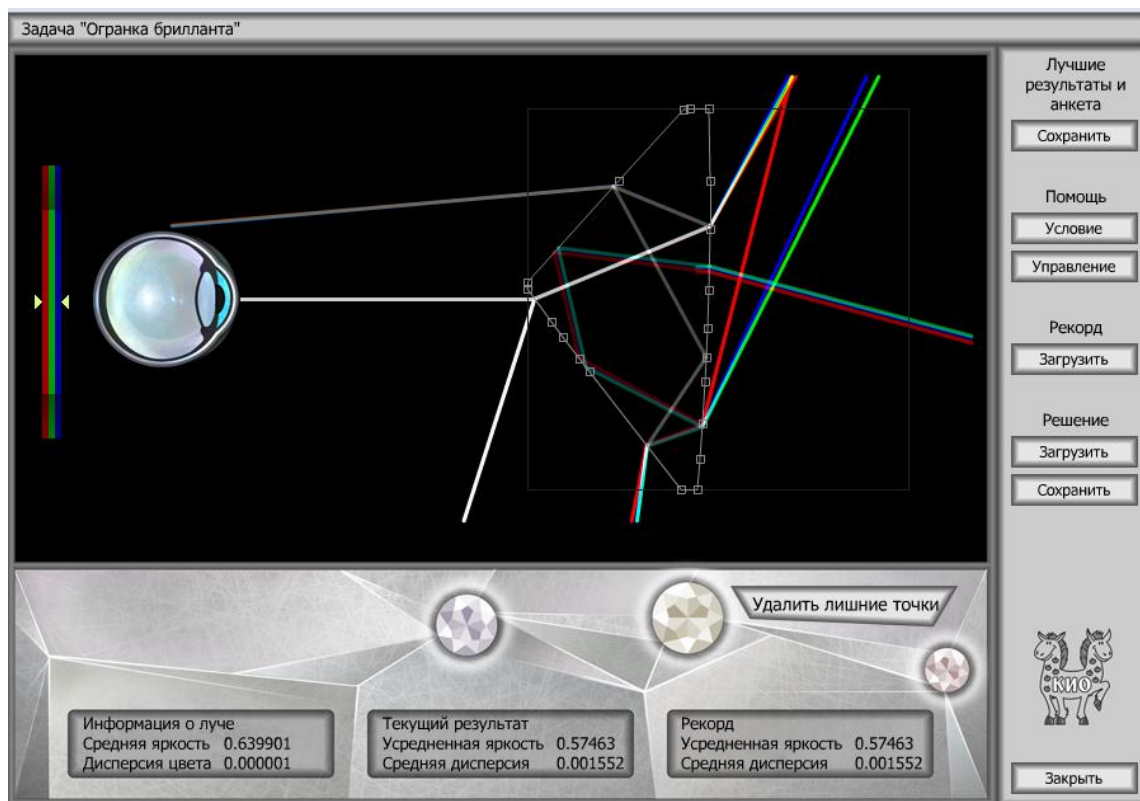 Задача "Огранка бриллианта"
Лучшие
результаты и
анкета
Сохранить
Помощь
Условие
Управление
Рекорд
Загрузить
Решение
Загрузить
Сохранить
КИО
Закрыть
Удалить лишние точки
Информация о луче
Средняя яркость 0.639901
Дисперсия цвета 0.000001
Текущий результат
Усредненная яркость 0.57463
Средняя дисперсия 0.001552
Рекорд
Усредненная яркость 0.57463
Средняя дисперсия 0.001552